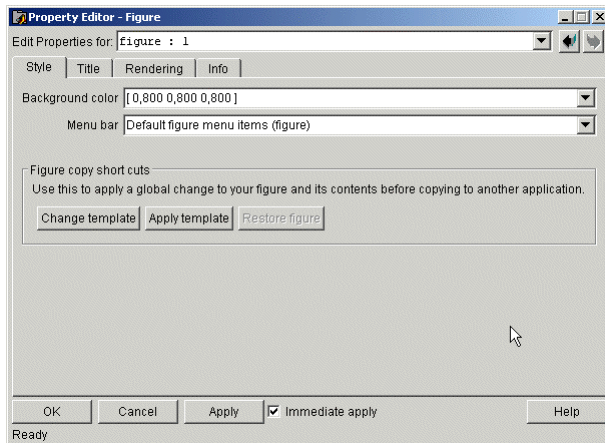 Property Editor - Figure
Edit Properties for: figure : 1
Style Title Rendering Info
Background color [ 0,800 0,800 0,800 ]
Menu bar Default figure menu items (figure)
Figure copy short cuts
Use this to apply a global change to your figure and its contents before copying to another application.
Change template Apply template Restore figure
OK Cancel Apply Immediate apply Help
Ready